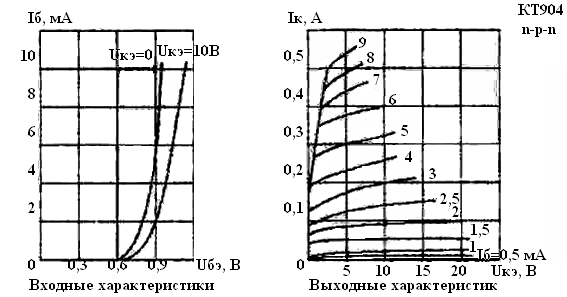 Iб, мА
Iк, А
КТ904
n-p-n
Uкэ=0
Uкэ=10В
10
8
6
4
2
0
0,3
0,6
0,9
Uбэ, В
Входные характеристики
0,5
0,4
0,3
0,2
0,1
0
5
10
15
20
Uкэ, В
9
8
7
6
5
4
3
2,5
2
1,5
1
Iб=0,5 мА
Выходные характеристик